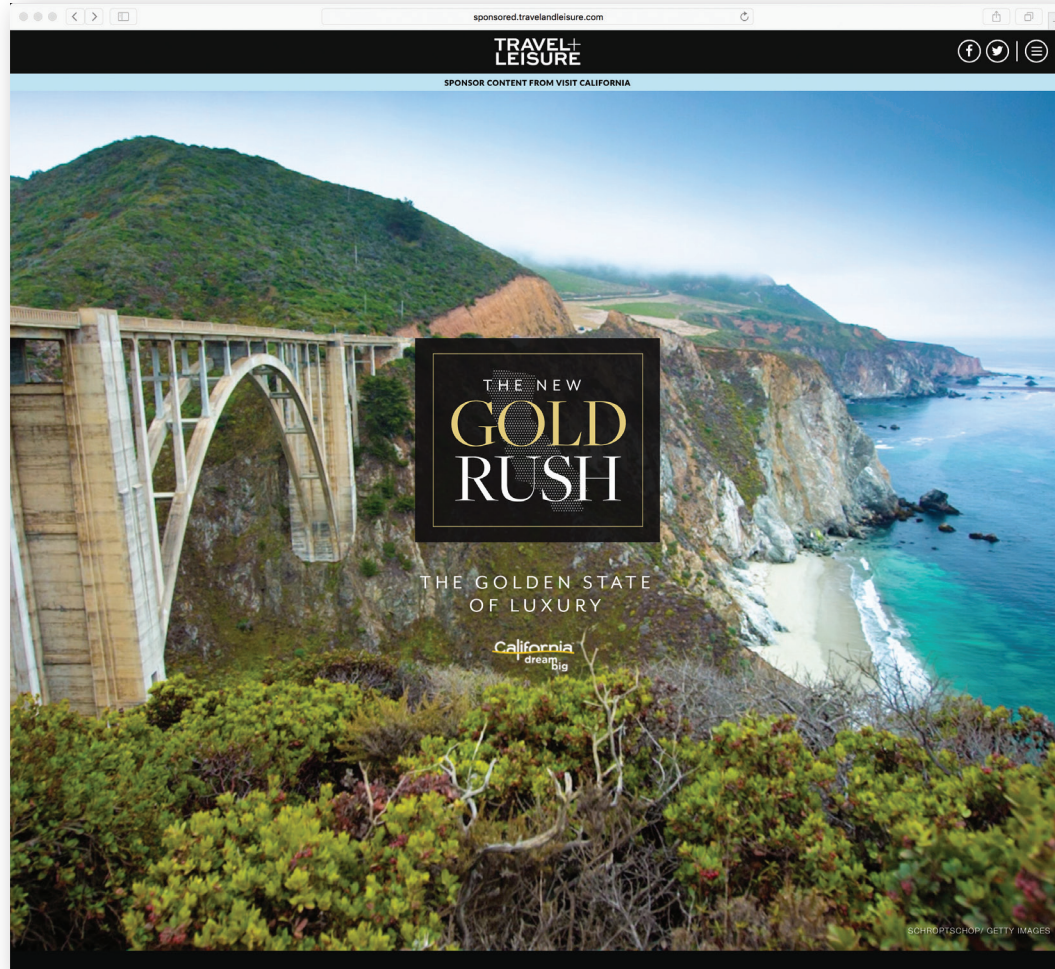 sponsored.travelandleisure.com
TRAVEL+
LEISURE
SPONSOR CONTENT FROM VISIT CALIFORNIA
THE NEW
GOLD
RUSH
THE GOLDEN STATE
OF LUXURY
California
dream
big
SCHROPTSCHOP/ GETTY IMAGES